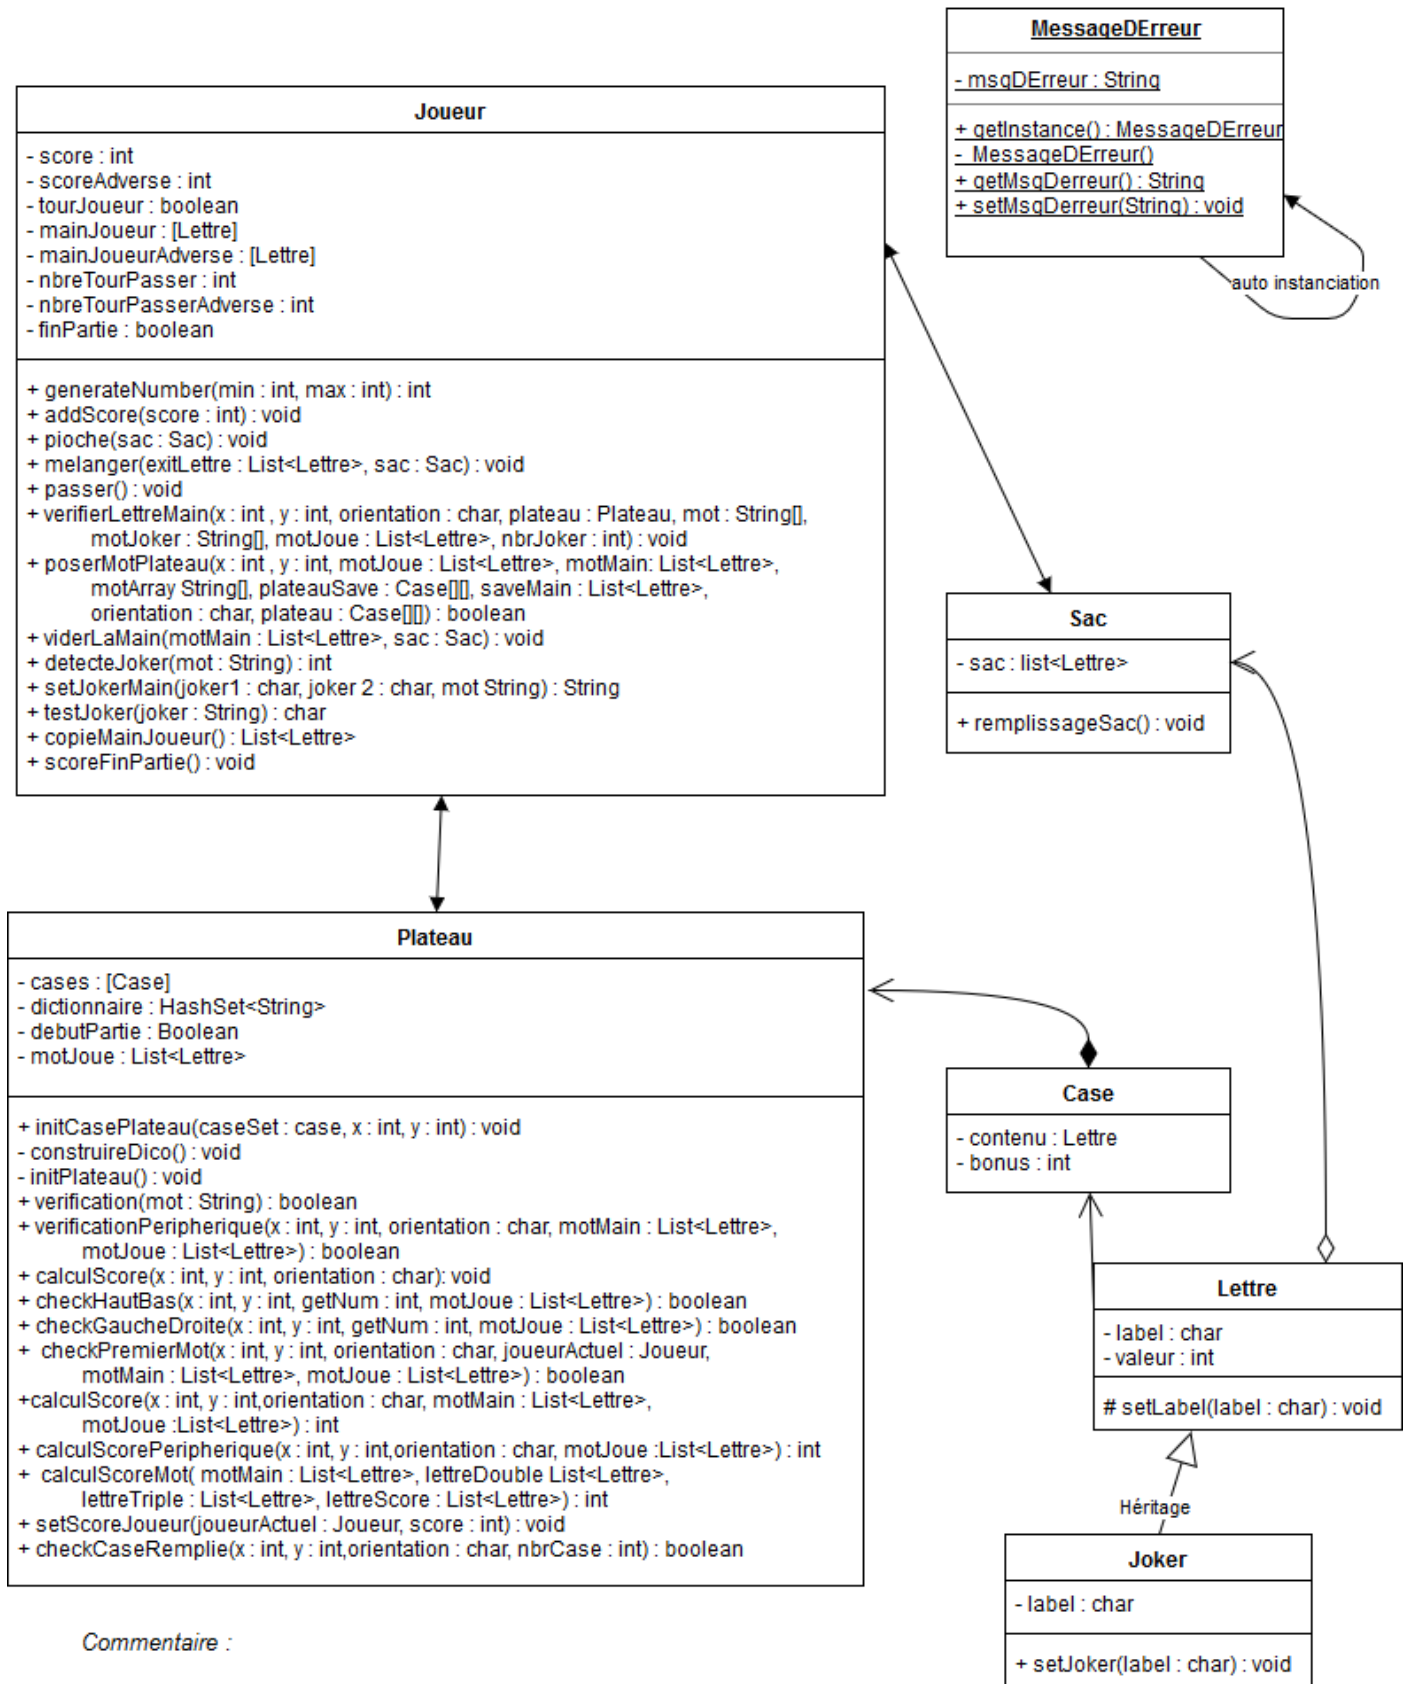 MessageDErreur
- msgDErreur : String
+ getInstance() : MessageDErreur
- MessageDErreur()
+ getMsgDerreur() : String
+ setMsgDerreur(String) : void
auto instanciation
Joueur
- score : int
- scoreAdverse : int
- tourJoueur : boolean
- mainJoueur : [Lettre]
- mainJoueurAdverse : [Lettre]
- nbreTourPasser : int
- nbreTourPasserAdverse : int
- finPartie : boolean
+ generateNumber(min : int, max : int) : int
+ addScore(score : int) : void
+ pioche(sac : Sac) : void
+ melanger(exitLettre : List<Lettre>, sac : Sac) : void
+ passer() : void
+ verifierLettreMain(x : int , y : int, orientation : char, plateau : Plateau, mot : String[],
motJoker : String[], motJoue : List<Lettre>, nbrJoker : int) : void
+ poserMotPlateau(x : int , y : int, motJoue : List<Lettre>, motMain: List<Lettre>,
motArray String[], plateauSave : Case[][], saveMain : List<Lettre>,
orientation : char, plateau : Case[][]) : boolean
+ viderLaMain(motMain : List<Lettre>, sac : Sac) : void
+ detecteJoker(mot : String) : int
+ setJokerMain(joker1 : char, joker 2 : char, mot String) : String
+ testJoker(joker : String) : char
+ copieMainJoueur() : List<Lettre>
+ scoreFinPartie() : void
Sac
- sac : list<Lettre>
+ remplissageSac() : void
Plateau
- cases : [Case]
- dictionnaire : HashSet<String>
- debutPartie : Boolean
- motJoue : List<Lettre>
+ initCasePlateau(caseSet : case, x : int, y : int) : void
- construireDico() : void
- initPlateau() : void
+ verification(mot : String) : boolean
+ verificationPeripherique(x : int, y : int, orientation : char, motMain : List<Lettre>,
motJoue : List<Lettre>) : boolean
+ calculScore(x : int, y : int, orientation : char): void
+ checkHautBas(x : int, y : int, getNum : int, motJoue : List<Lettre>) : boolean
+ checkGaucheDroite(x : int, y : int, getNum : int, motJoue : List<Lettre>) : boolean
+ checkPremierMot(x : int, y : int, orientation : char, joueurActuel : Joueur,
motMain : List<Lettre>, motJoue : List<Lettre>) : boolean
+calculScore(x : int, y : int,orientation : char, motMain : List<Lettre>,
motJoue :List<Lettre>) : int
+ calculScorePeripherique(x : int, y : int,orientation : char, motJoue :List<Lettre>) : int
+ calculScoreMot( motMain : List<Lettre>, lettreDouble List<Lettre>,
lettreTriple : List<Lettre>, lettreScore : List<Lettre>) : int
+ setScoreJoueur(joueurActuel : Joueur, score : int) : void
+ checkCaseRemplie(x : int, y : int,orientation : char, nbrCase : int) : boolean
Case
- contenu : Lettre
- bonus : int
Lettre
- label : char
- valeur : int
# setLabel(label : char) : void
Héritage
Joker
- label : char
+ setJoker(label : char) : void
Commentaire :